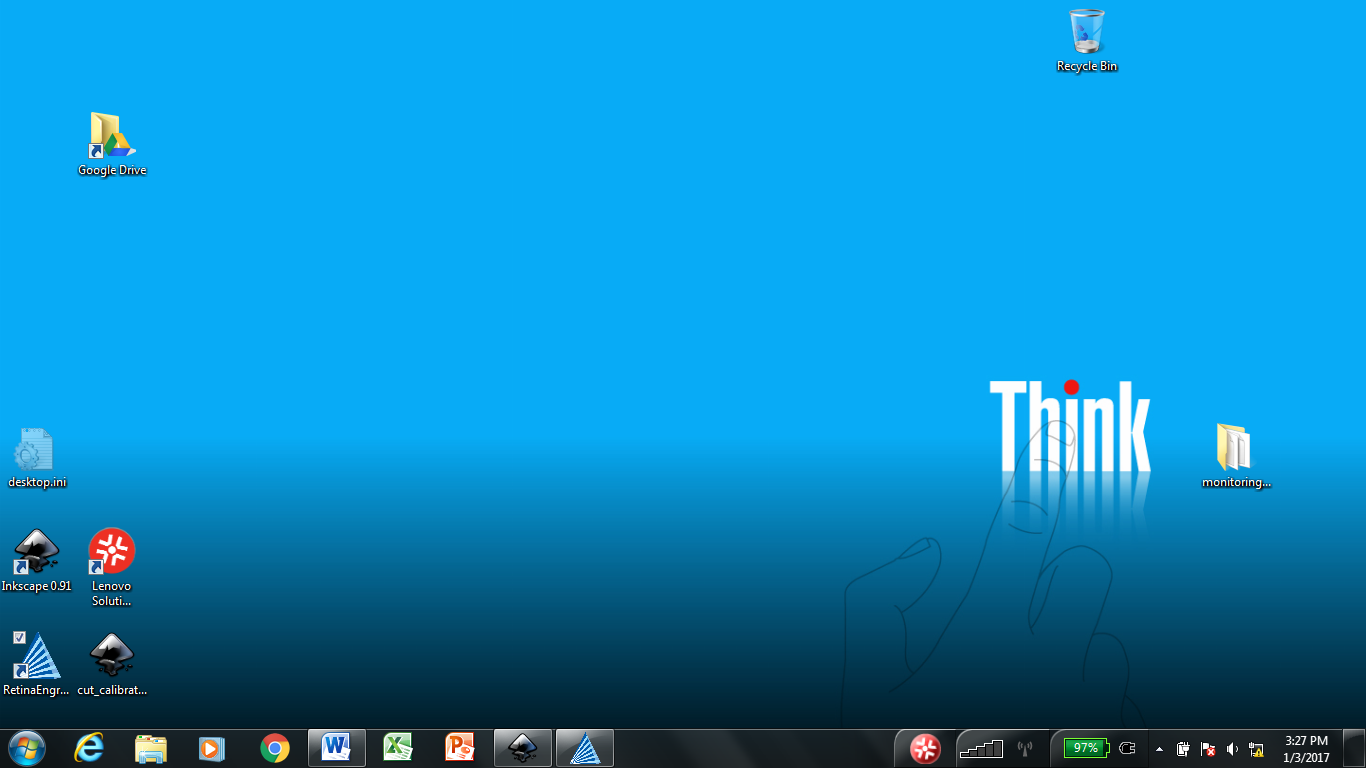 Recycle Bin
Google Drive
Think
desktop.ini
monitoring...
Inkscape 0.91
Lenovo
Soluti...
RetinaEngr...
cut_calibrat...
97%
3:27 PM
1/3/2017